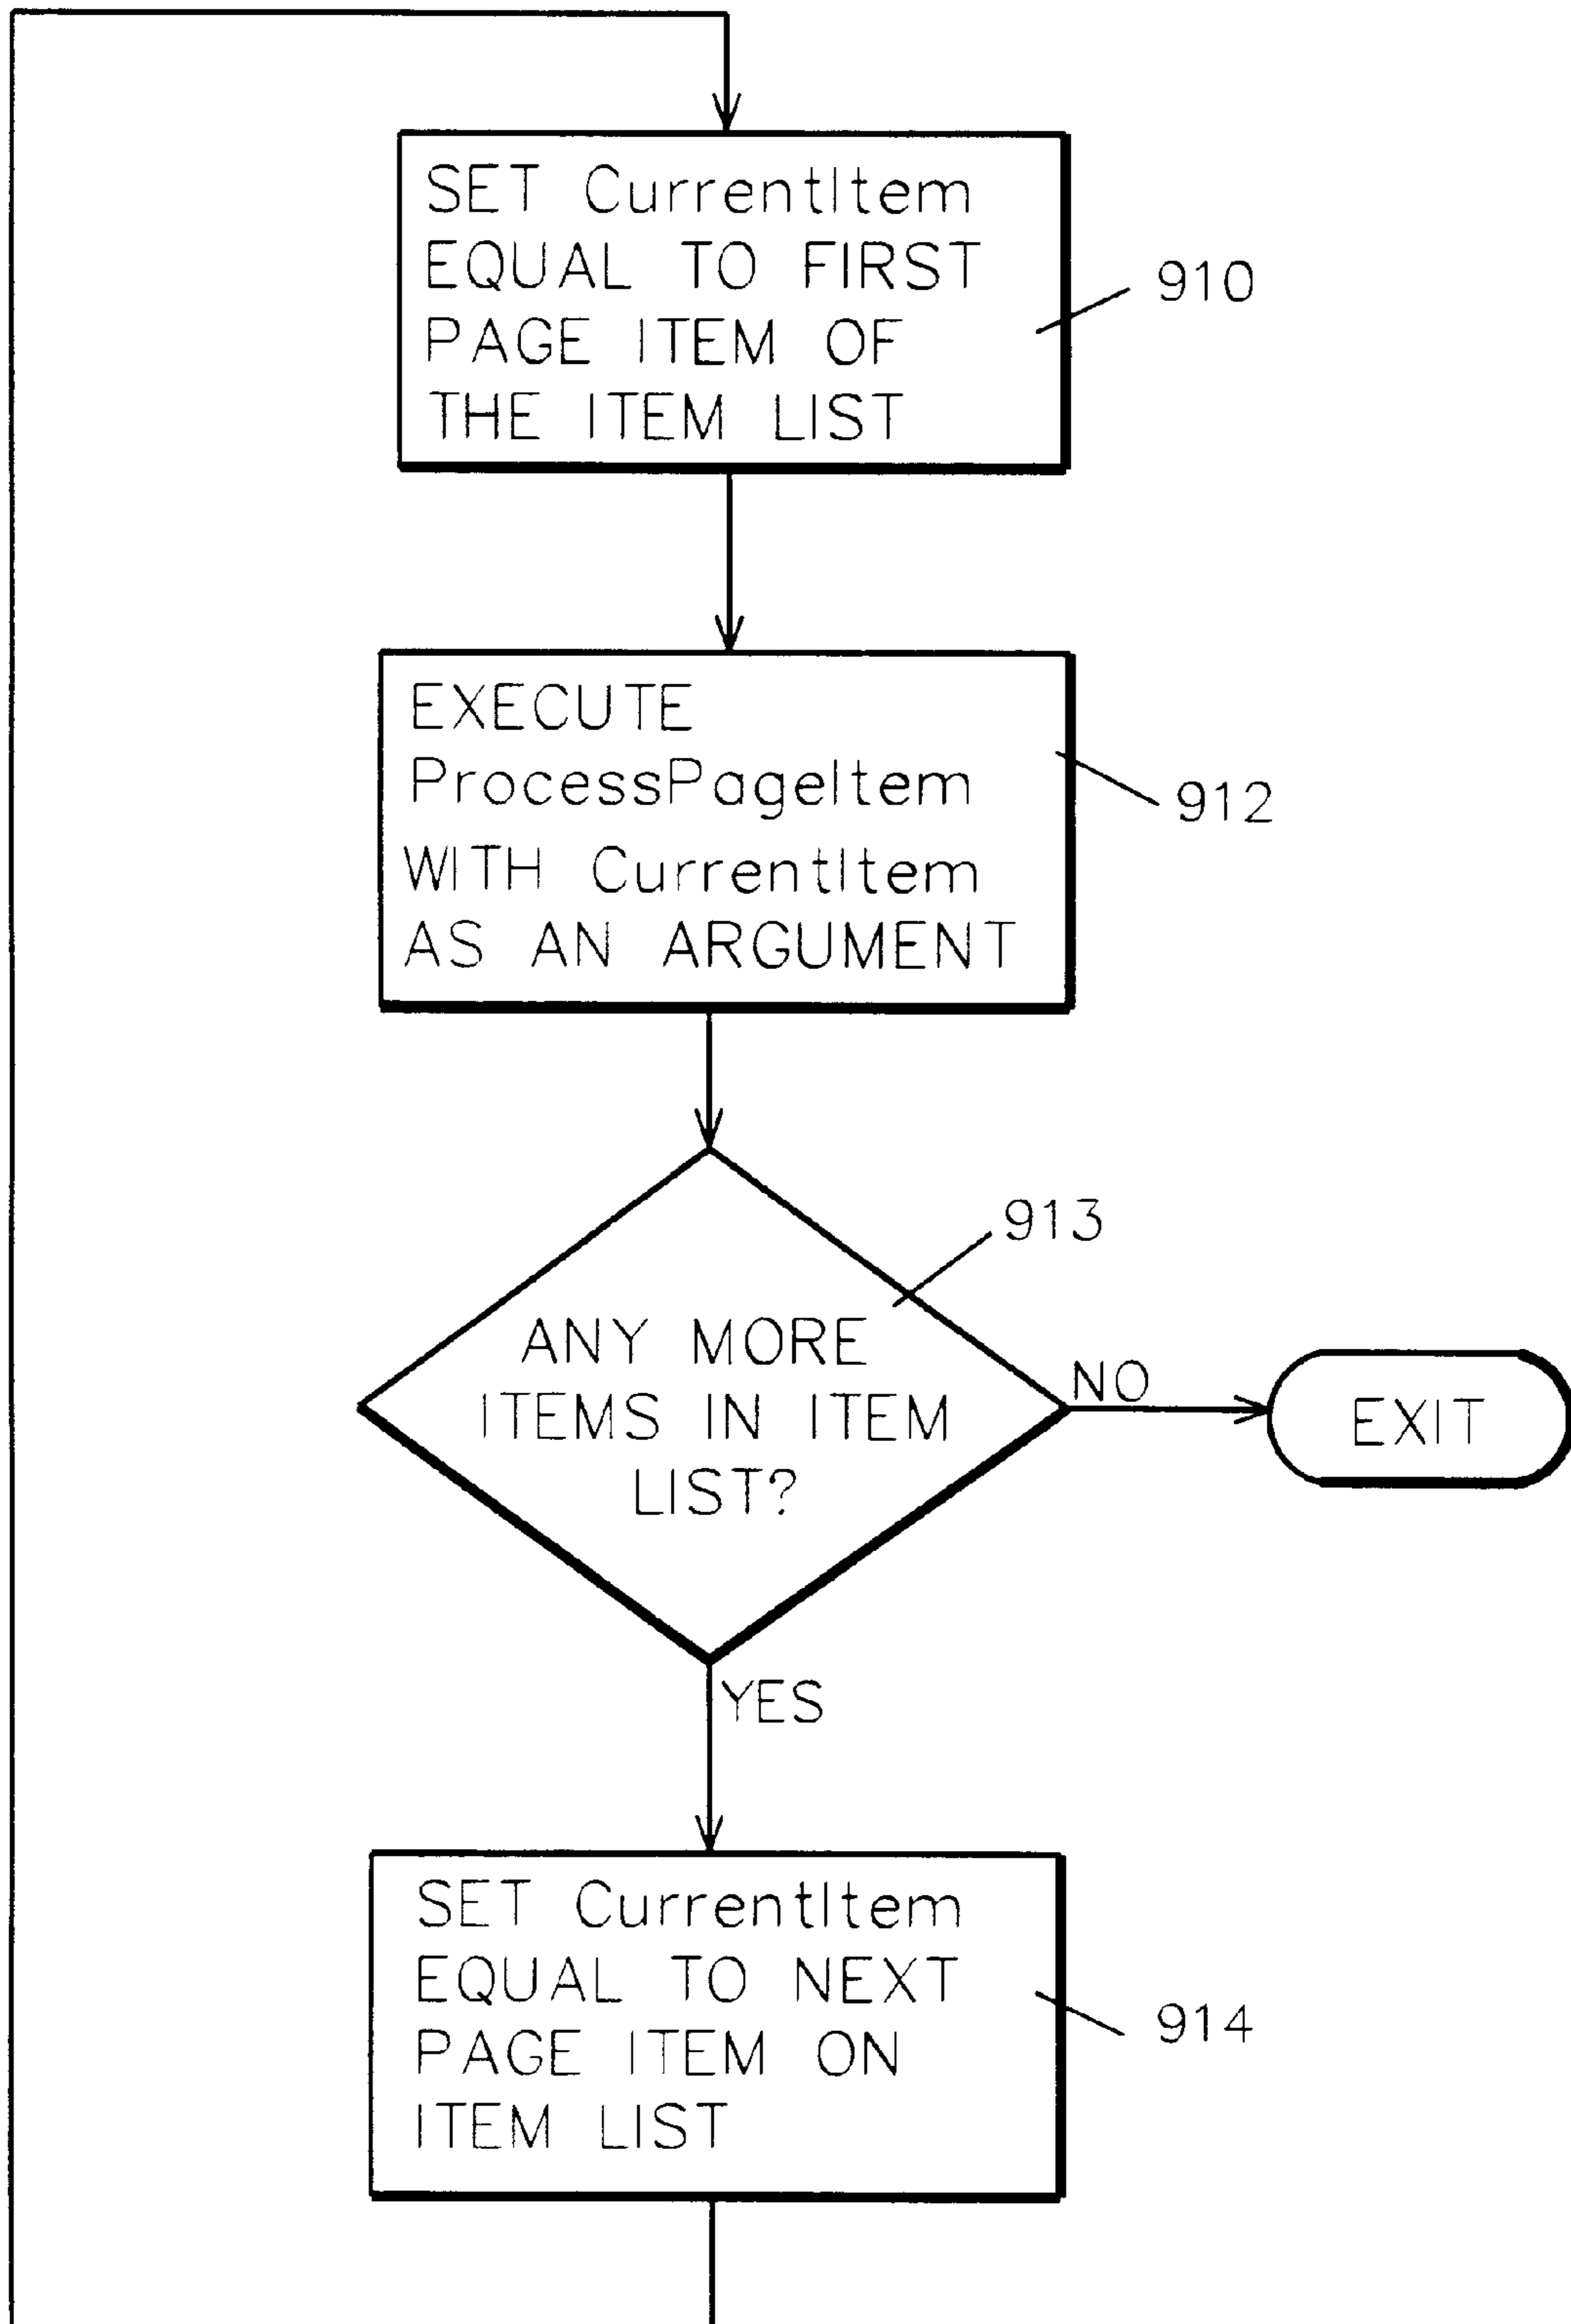 SET CurrentItem
EQUAL TO FIRST
PAGE ITEM OF
THE ITEM LIST
910
EXECUTE
ProcessPageItem
WITH CurrentItem
AS AN ARGUMENT
912
913
ANY MORE
ITEMS IN ITEM
LIST?
NO
EXIT
YES
SET CurrentItem
EQUAL TO NEXT
PAGE ITEM ON
ITEM LIST
914